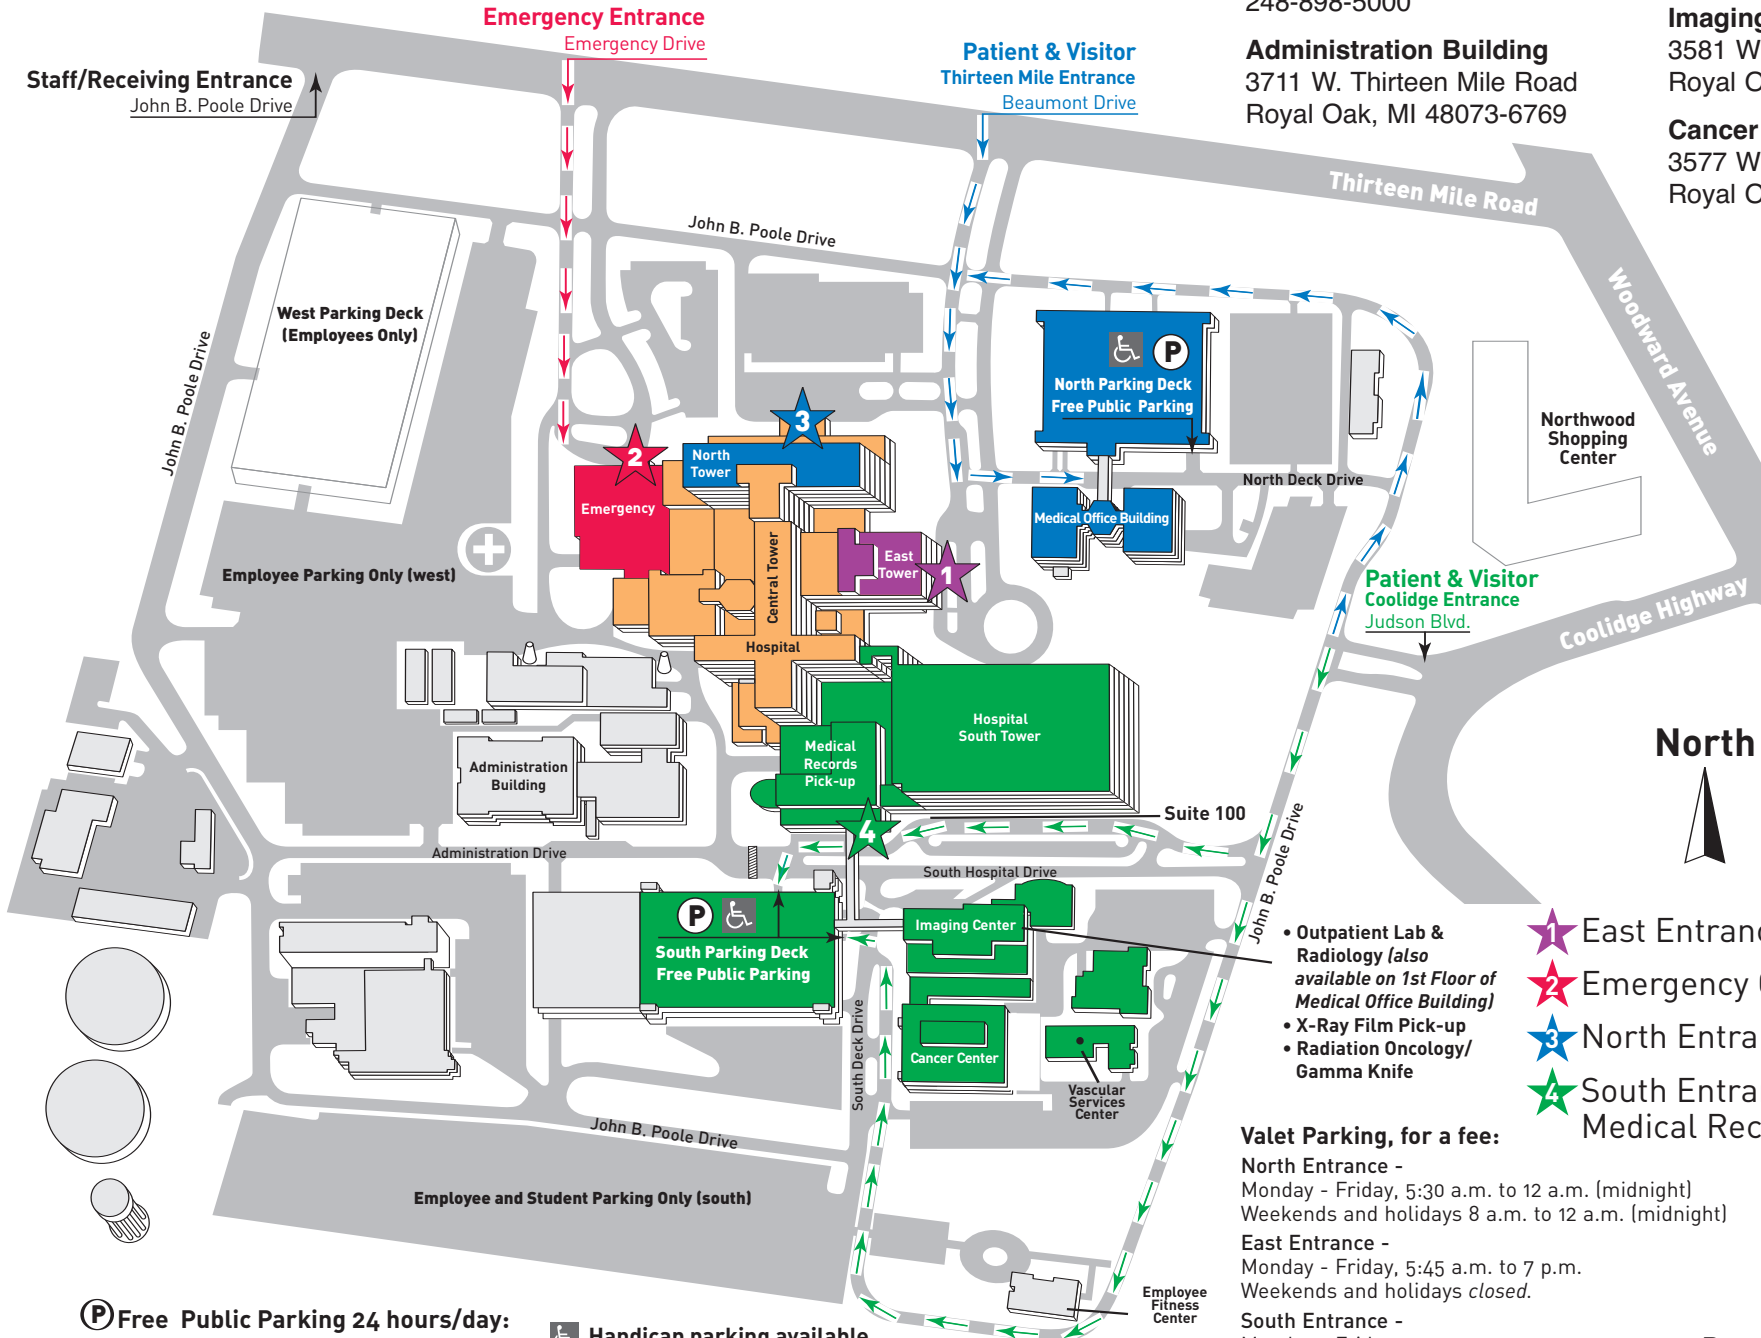 Emergency Entrance
Emergency Drive
Staff/Receiving Entrance
John B. Poole Drive
Patient & Visitor
Thirteen Mile Entrance
Beaumont Drive
248-898-5000
Administration Building
3711 W. Thirteen Mile Road
Royal Oak, MI 48073-6769
Imaging
3581 W
Royal O
Cancer
3577 W
Royal O
Thirteen Mile Road
John B. Poole Drive
Woodward Avenue
West Parking Deck
(Employees Only)
John B. Poole Drive
P
North Parking Deck
Free Public Parking
Northwood
Shopping
Center
3
2
North
Tower
North Deck Drive
Emergency
Medical Office Building
Central Tower
East
Tower
1
Employee Parking Only (west)
Patient & Visitor
Coolidge Entrance
Judson Blvd.
Coolidge Highway
Hospital
Hospital
South Tower
Medical
Records
Pick-up
North
Administration
Building
Suite 100
4
Administration Drive
South Hospital Drive
John B. Poole Drive
P
South Parking Deck
Free Public Parking
Imaging Center
• Outpatient Lab &
Radiology (also
available on 1st Floor of
Medical Office Building)
• X-Ray Film Pick-up
• Radiation Oncology/
Gamma Knife
1 East Entranc
2 Emergency
3 North Entra
4 South Entra
Medical Rec
South Deck Drive
Cancer Center
Vascular
Services
Center
John B. Poole Drive
Employee and Student Parking Only (south)
Valet Parking, for a fee:
North Entrance -
Monday - Friday, 5:30 a.m. to 12 a.m. (midnight)
Weekends and holidays 8 a.m. to 12 a.m. (midnight)
East Entrance -
Monday - Friday, 5:45 a.m. to 7 p.m.
Weekends and holidays closed.
South Entrance -
Employee
Fitness
Center
P Free Public Parking 24 hours/day:
Handicap parking available